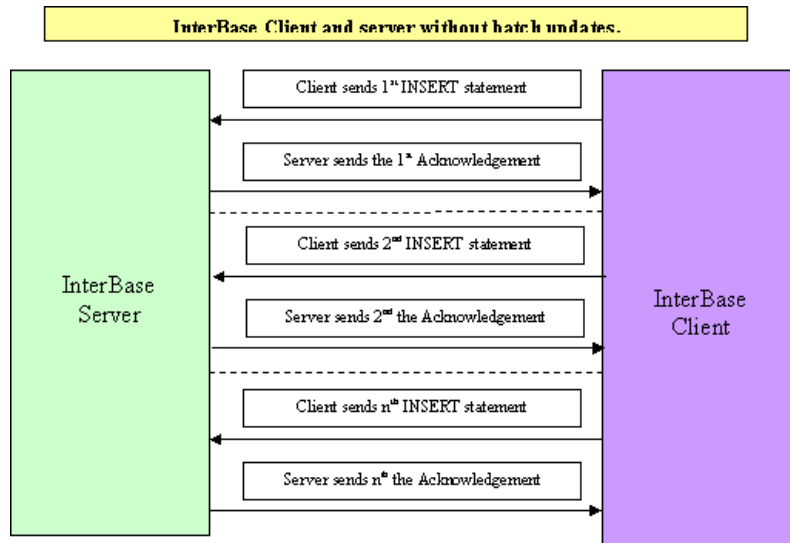 InterBase Client and server without batch updates.
Client sends 1st INSERT statement
Server sends the 1st Acknowledgement
Client sends 2nd INSERT statement
InterBase
Server
Server sends 2nd the Acknowledgement
InterBase
Client
Client sends nth INSERT statement
Server sends nth the Acknowledgement